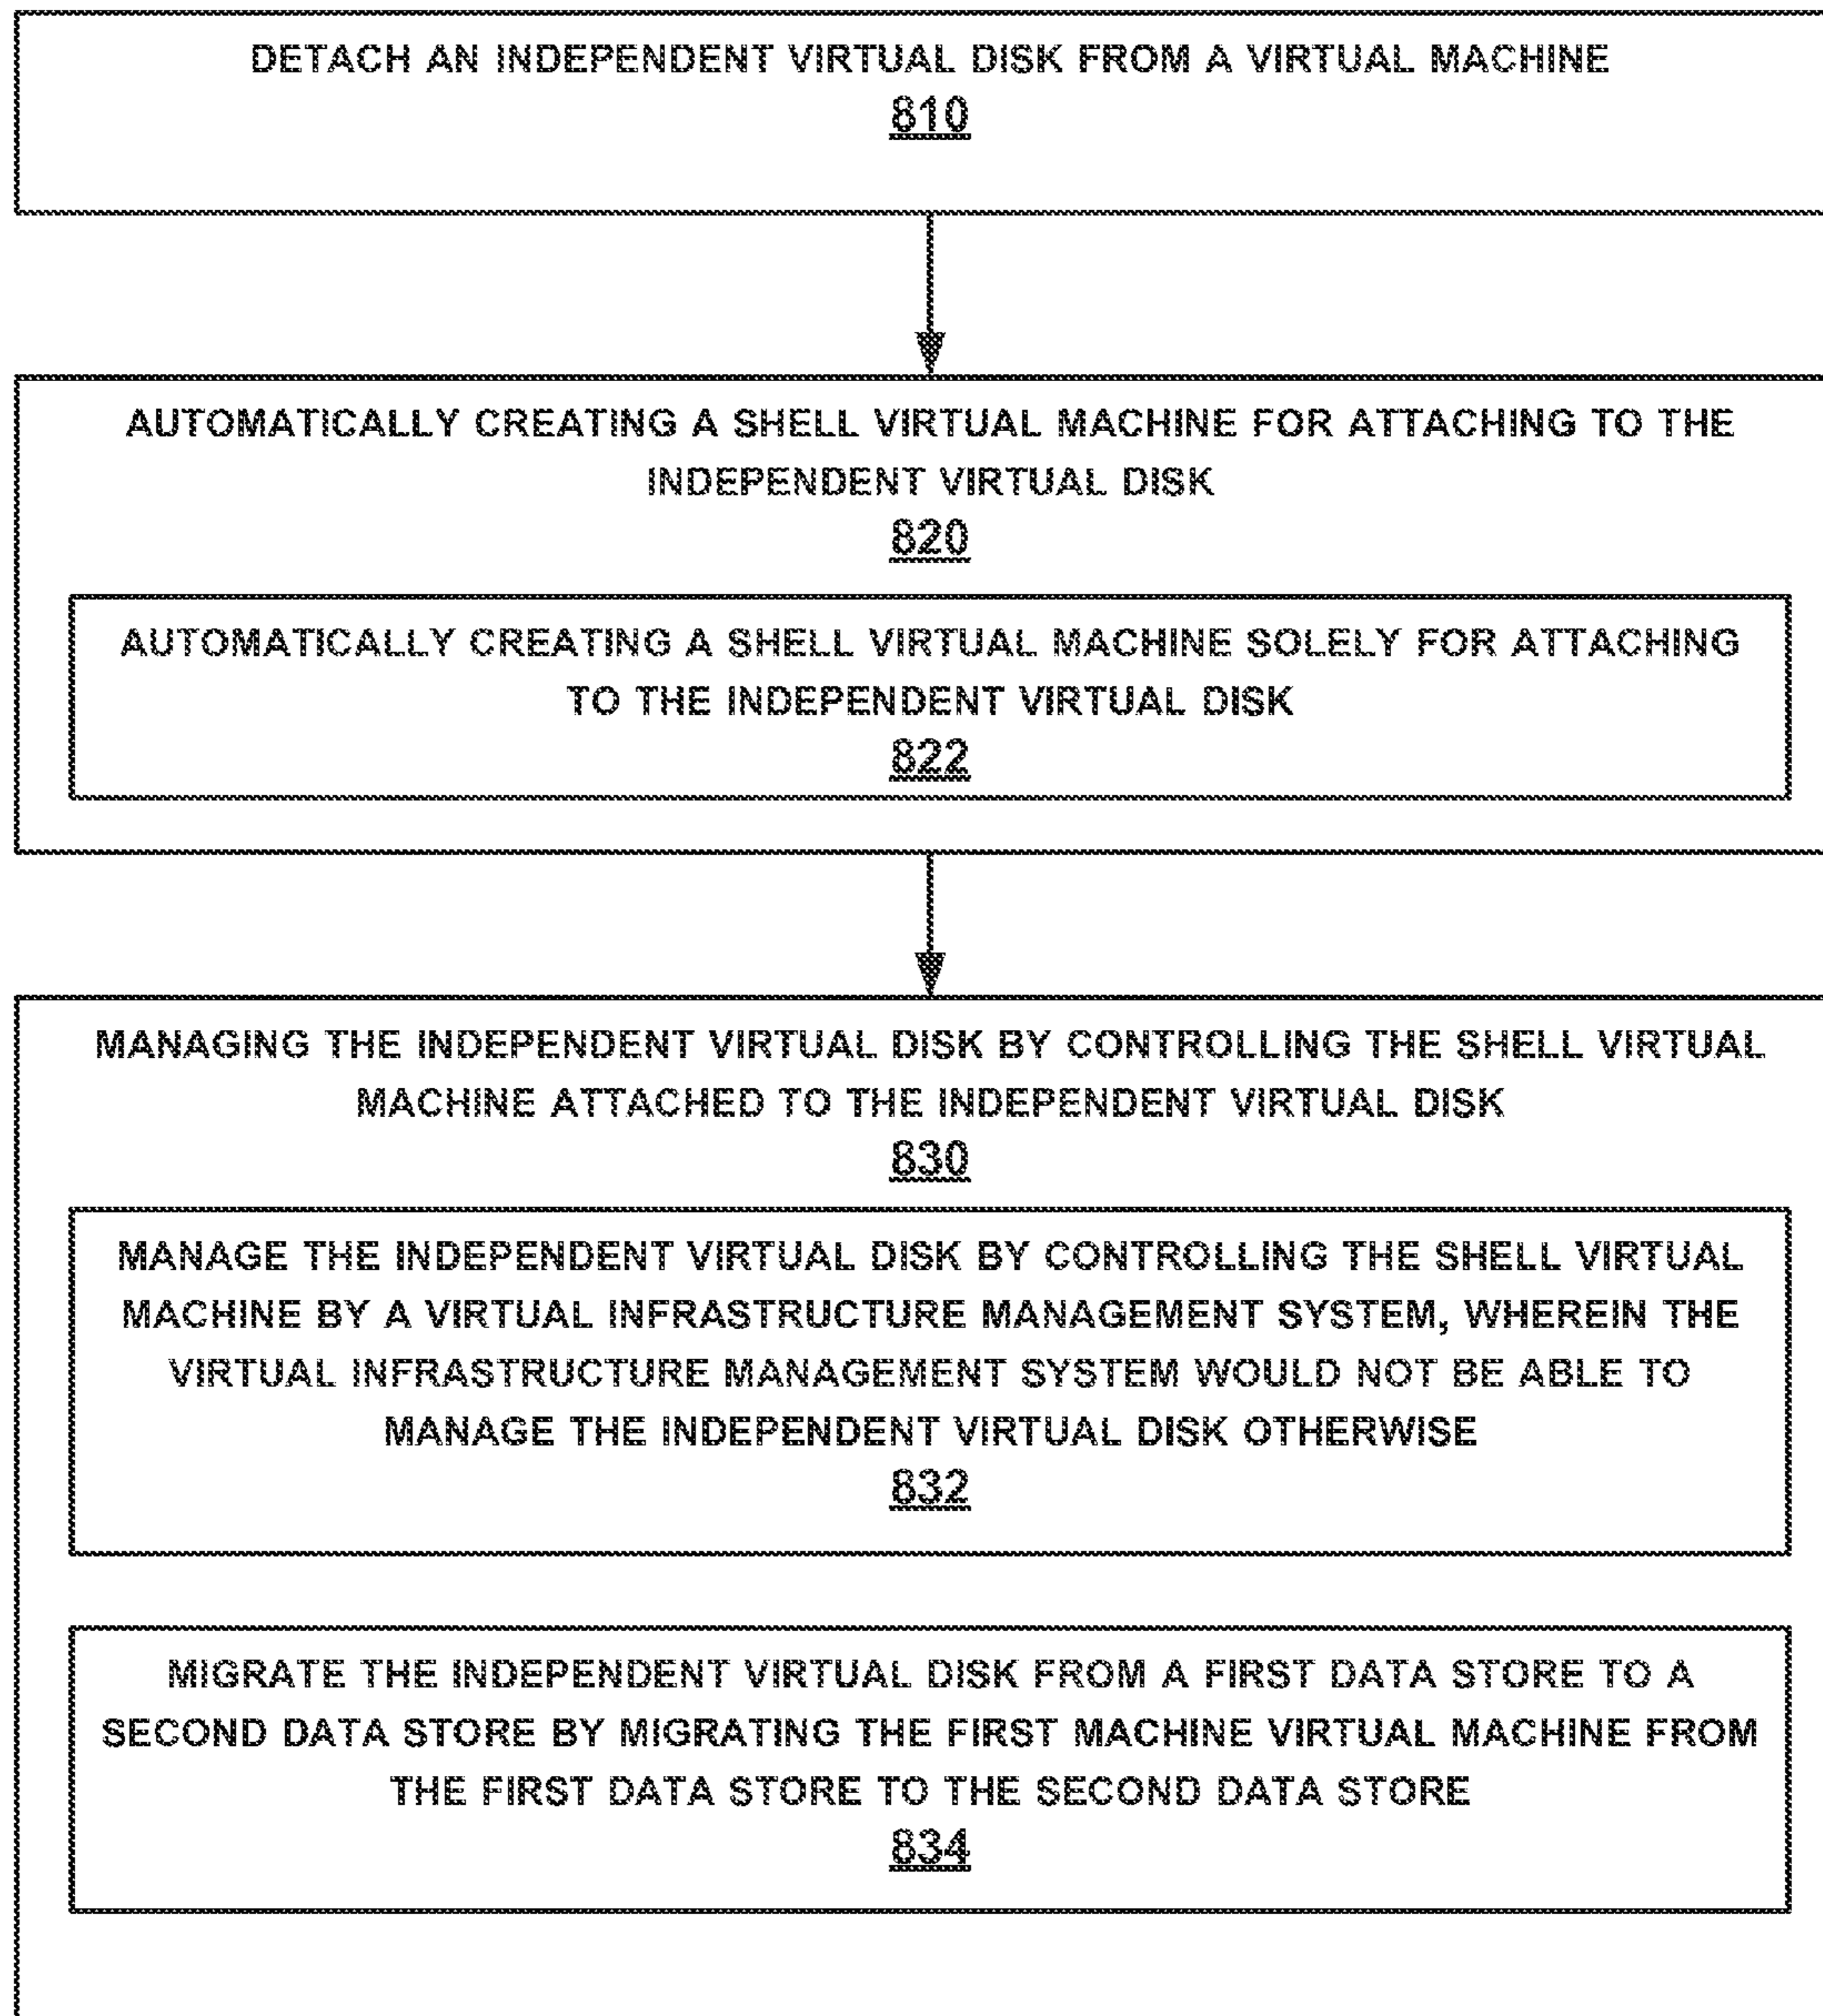 DETACH AN INDEPENDENT VIRTUAL DISK FROM A VIRTUAL MACHINE
810
AUTOMATICALLY CREATING A SHELL VIRTUAL MACHINE FOR ATTACHING TO THE
INDEPENDENT VIRTUAL DISK
820
AUTOMATICALLY CREATING A SHELL VIRTUAL MACHINE SOLELY FOR ATTACHING
TO THE INDEPENDENT VIRTUAL DISK
822
MANAGING THE INDEPENDENT VIRTUAL DISK BY CONTROLLING THE SHELL VIRTUAL
MACHINE ATTACHED TO THE INDEPENDENT VIRTUAL DISK
830
MANAGE THE INDEPENDENT VIRTUAL DISK BY CONTROLLING THE SHELL VIRTUAL
MACHINE BY A VIRTUAL INFRASTRUCTURE MANAGEMENT SYSTEM, WHEREIN THE
VIRTUAL INFRASTRUCTURE MANAGEMENT SYSTEM WOULD NOT BE ABLE TO
MANAGE THE INDEPENDENT VIRTUAL DISK OTHERWISE
832
MIGRATE THE INDEPENDENT VIRTUAL DISK FROM A FIRST DATA STORE TO A
SECOND DATA STORE BY MIGRATING THE FIRST MACHINE VIRTUAL MACHINE FROM
THE FIRST DATA STORE TO THE SECOND DATA STORE
834